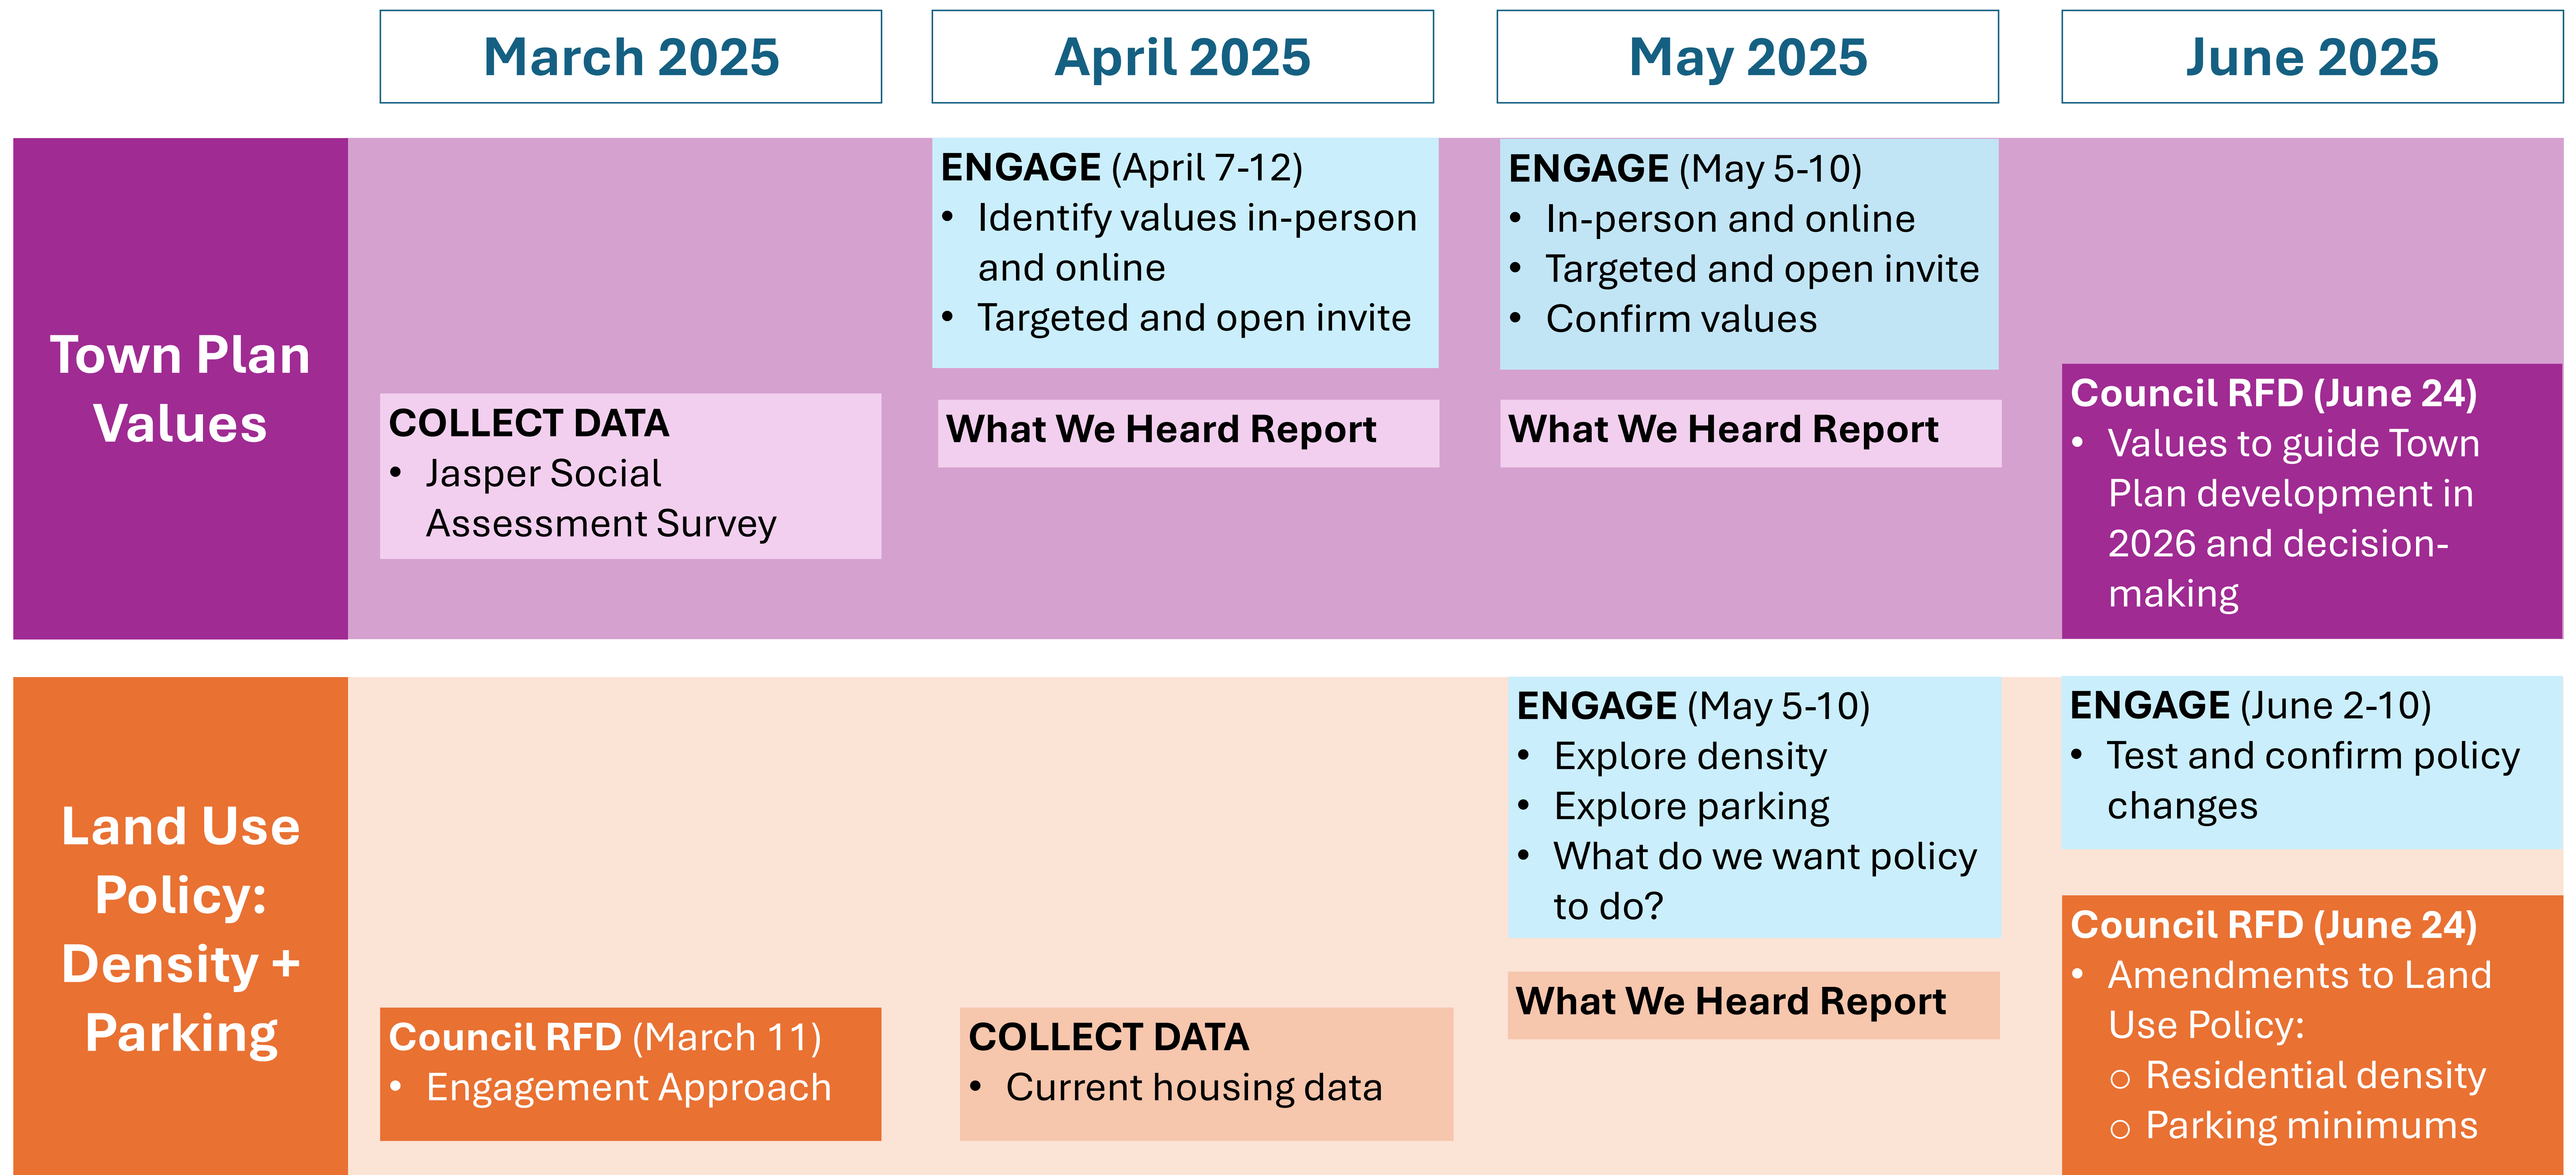 March 2025
April 2025
May 2025
June 2025
Town Plan
Values
COLLECT DATA
• Jasper Social
Assessment Survey
ENGAGE (April 7-12)
• Identify values in-person
and online
• Targeted and open invite
What We Heard Report
ENGAGE (May 5-10)
• In-person and online
• Targeted and open invite
• Confirm values
What We Heard Report
Council RFD (June 24)
• Values to guide Town
Plan development in
2026 and decision-
making
Land Use
Policy:
Density +
Parking
Council RFD (March 11)
• Engagement Approach
COLLECT DATA
• Current housing data
ENGAGE (May 5-10)
• Explore density
• Explore parking
• What do we want policy
to do?
What We Heard Report
ENGAGE (June 2-10)
• Test and confirm policy
changes
Council RFD (June 24)
• Amendments to Land
Use Policy:
o Residential density
o Parking minimums